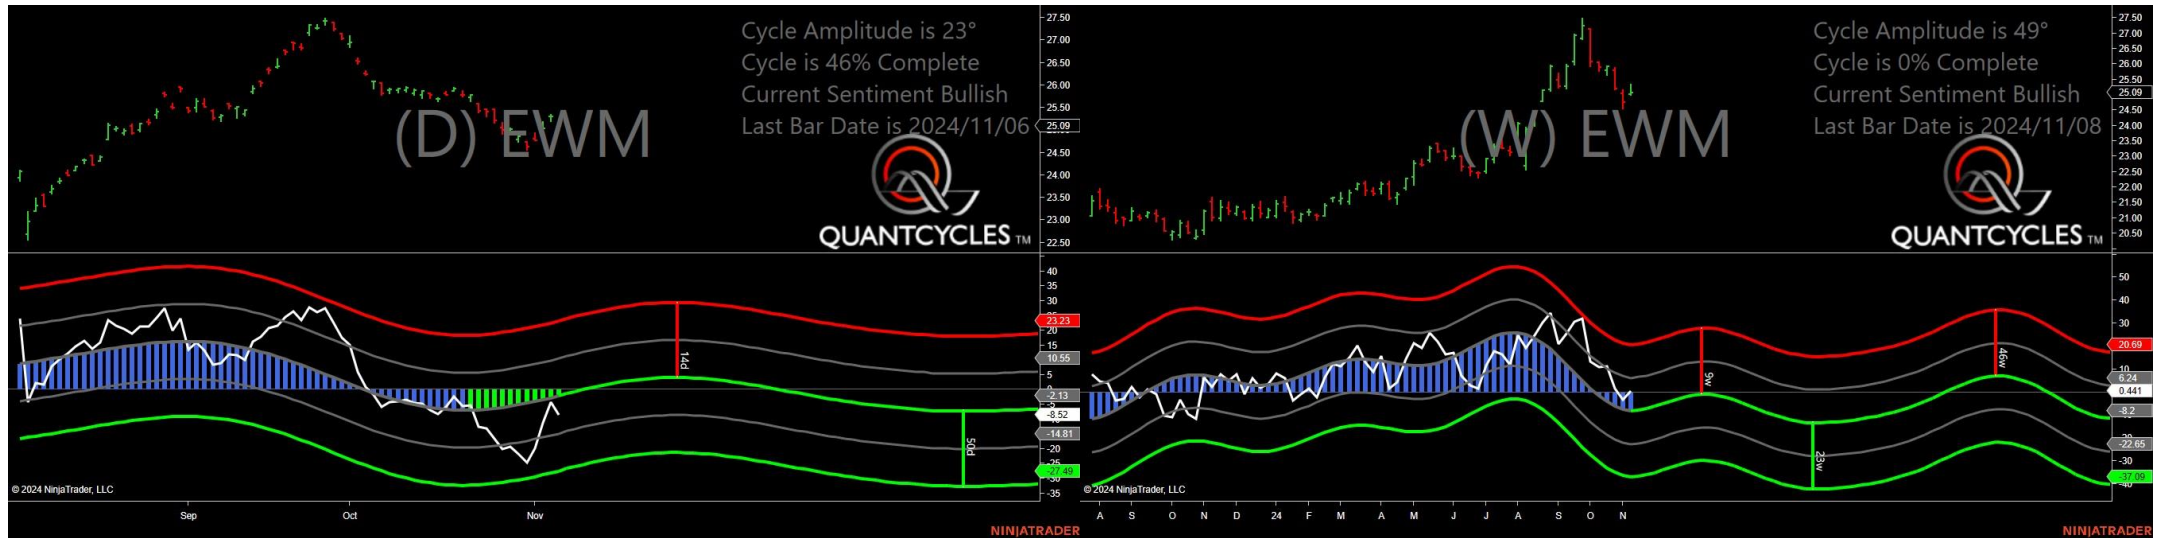 Cycle Amplitude is 23°
Cycle is 46% Complete
Current Sentiment Bullish
Last Bar Date is 2024/11/06
(D) EWM
QUANTCYCLES TM
27.50
27.00
26.50
26.00
25.50
25.09
24.50
24.00
23.50
23.00
22.50
40
35
30
23.23
20
15
10.55
5
-2.13
-5
-8.52
-14.81
-20
-27.49
-35
14d
50d
© 2024 NinjaTrader, LLC
Sep Oct Nov
NINJATRADER
Cycle Amplitude is 49°
Cycle is 0% Complete
Current Sentiment Bullish
Last Bar Date is 2024/11/08
(W) EWM
QUANTCYCLES TM
27.50
27.00
26.50
26.00
25.50
25.09
24.50
24.00
23.50
23.00
22.50
22.00
21.50
21.00
20.50
50
40
30
20.69
10
6.24
0.441
-8.2
-22.65
-30
-37.09
9w
23w
46w
© 2024 NinjaTrader, LLC
A S O N D 24 F M A M J J A S O N
NINJATRADER